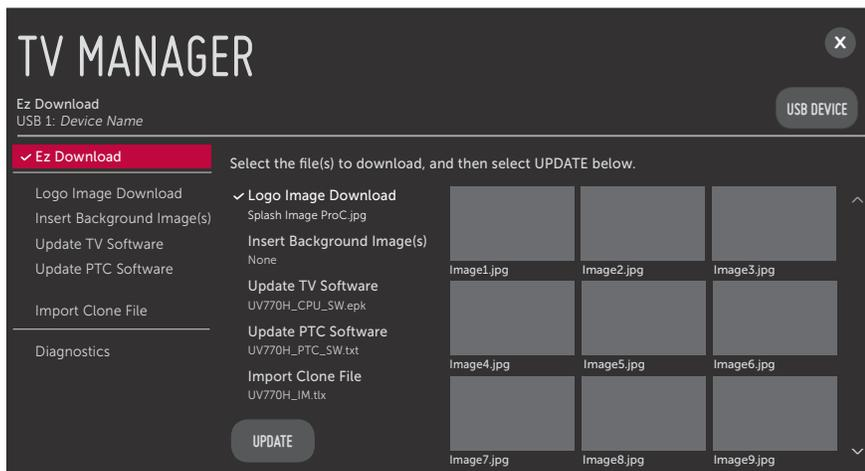 TV MANAGER
X
Ez Download
USB 1: Device Name
USB DEVICE
✓ Ez Download
Logo Image Download
Insert Background Image(s)
Update TV Software
Update PTC Software
Import Clone File
Diagnostics
Select the file(s) to download, and then select UPDATE below.
✓ Logo Image Download
Splash Image ProC.jpg
Insert Background Image(s)
None
Update TV Software
UV770H_CPU_SW.epk
Update PTC Software
UV770H_PTC_SW.txt
Import Clone File
UV770H_IM.tlx
UPDATE
Image1.jpg
Image2.jpg
Image3.jpg
Image4.jpg
Image5.jpg
Image6.jpg
Image7.jpg
Image8.jpg
Image9.jpg